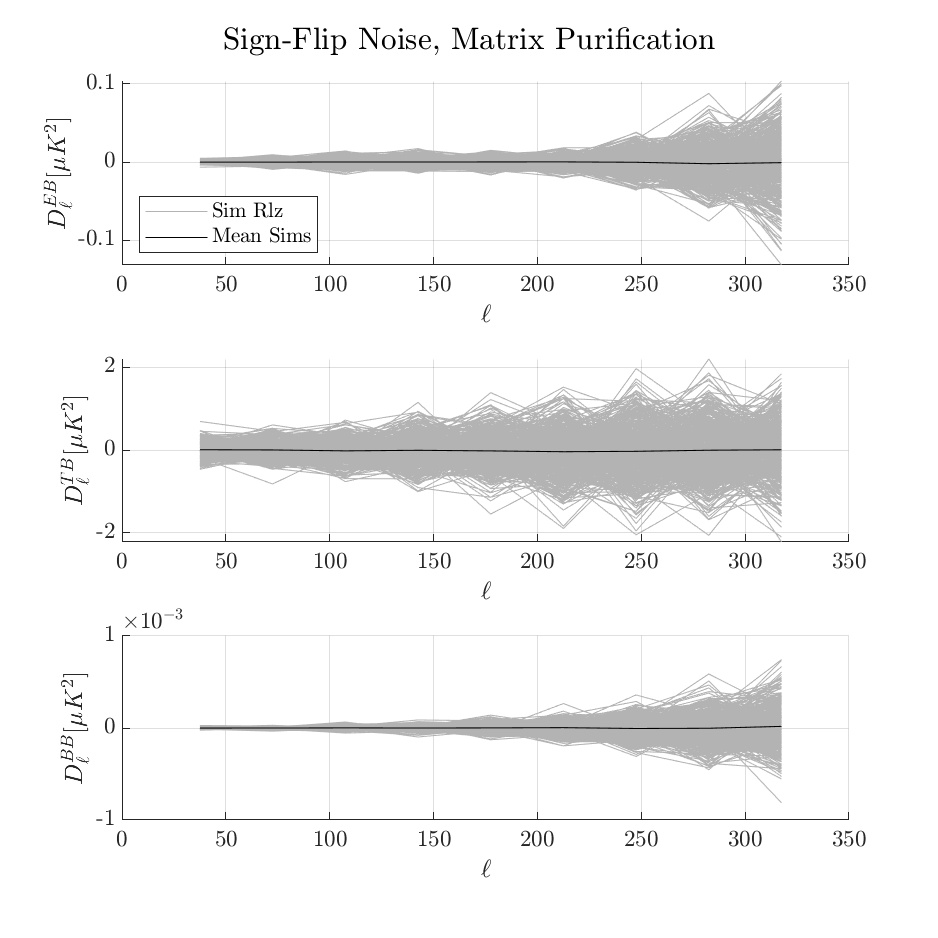 Sign-Flip Noise, Matrix Purification
0.1
0
-0.1
D_ℓ^{EB}[μK^2]
Sim Rlz
Mean Sims
0 50 100 150 200 250 300 350
ℓ
2
0
-2
D_ℓ^{TB}[μK^2]
0 50 100 150 200 250 300 350
ℓ
×10^{-3}
1
0
-1
D_ℓ^{BB}[μK^2]
0 50 100 150 200 250 300 350
ℓ